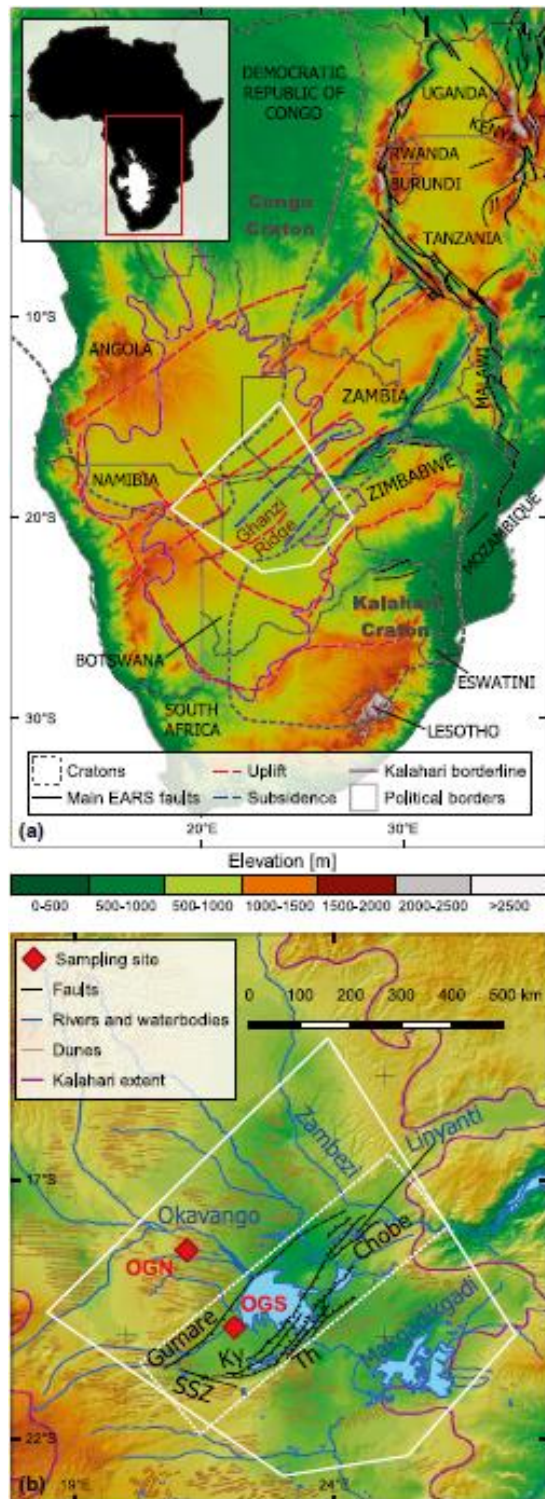 DEMOCRATIC
REPUBLIC OF
CONGO
UGANDA
KENYA
Congo
Craton
RWANDA
BURUNDI
TANZANIA
10°S
ANGOLA
ZAMBIA
MALAWI
NAMIBIA
ZIMBABWE
Ghanzi
Ridge
20°S
MOZAMBIQUE
Kalahari
Craton
BOTSWANA
ESWATINI
SOUTH
AFRICA
30°S
LESOTHO
Cratons
Uplift
Kalahari borderline
Main EARS faults
Subsidence
Political borders
(a)
20°E
30°E
Elevation [m]
0-500 500-1000 500-1000 1000-1500 1500-2000 2000-2500 >2500
Sampling site
Faults
Rivers and waterbodies
Dunes
Kalahari extent
0 100 200 300 400 500 km
Zambezi
Linyanti
17°S
Okavango
Chobe
OGN
OGS
Makgadikgadi
Gumare
Ky
Th
SSZ
22°S
(b)
19°E
24°E